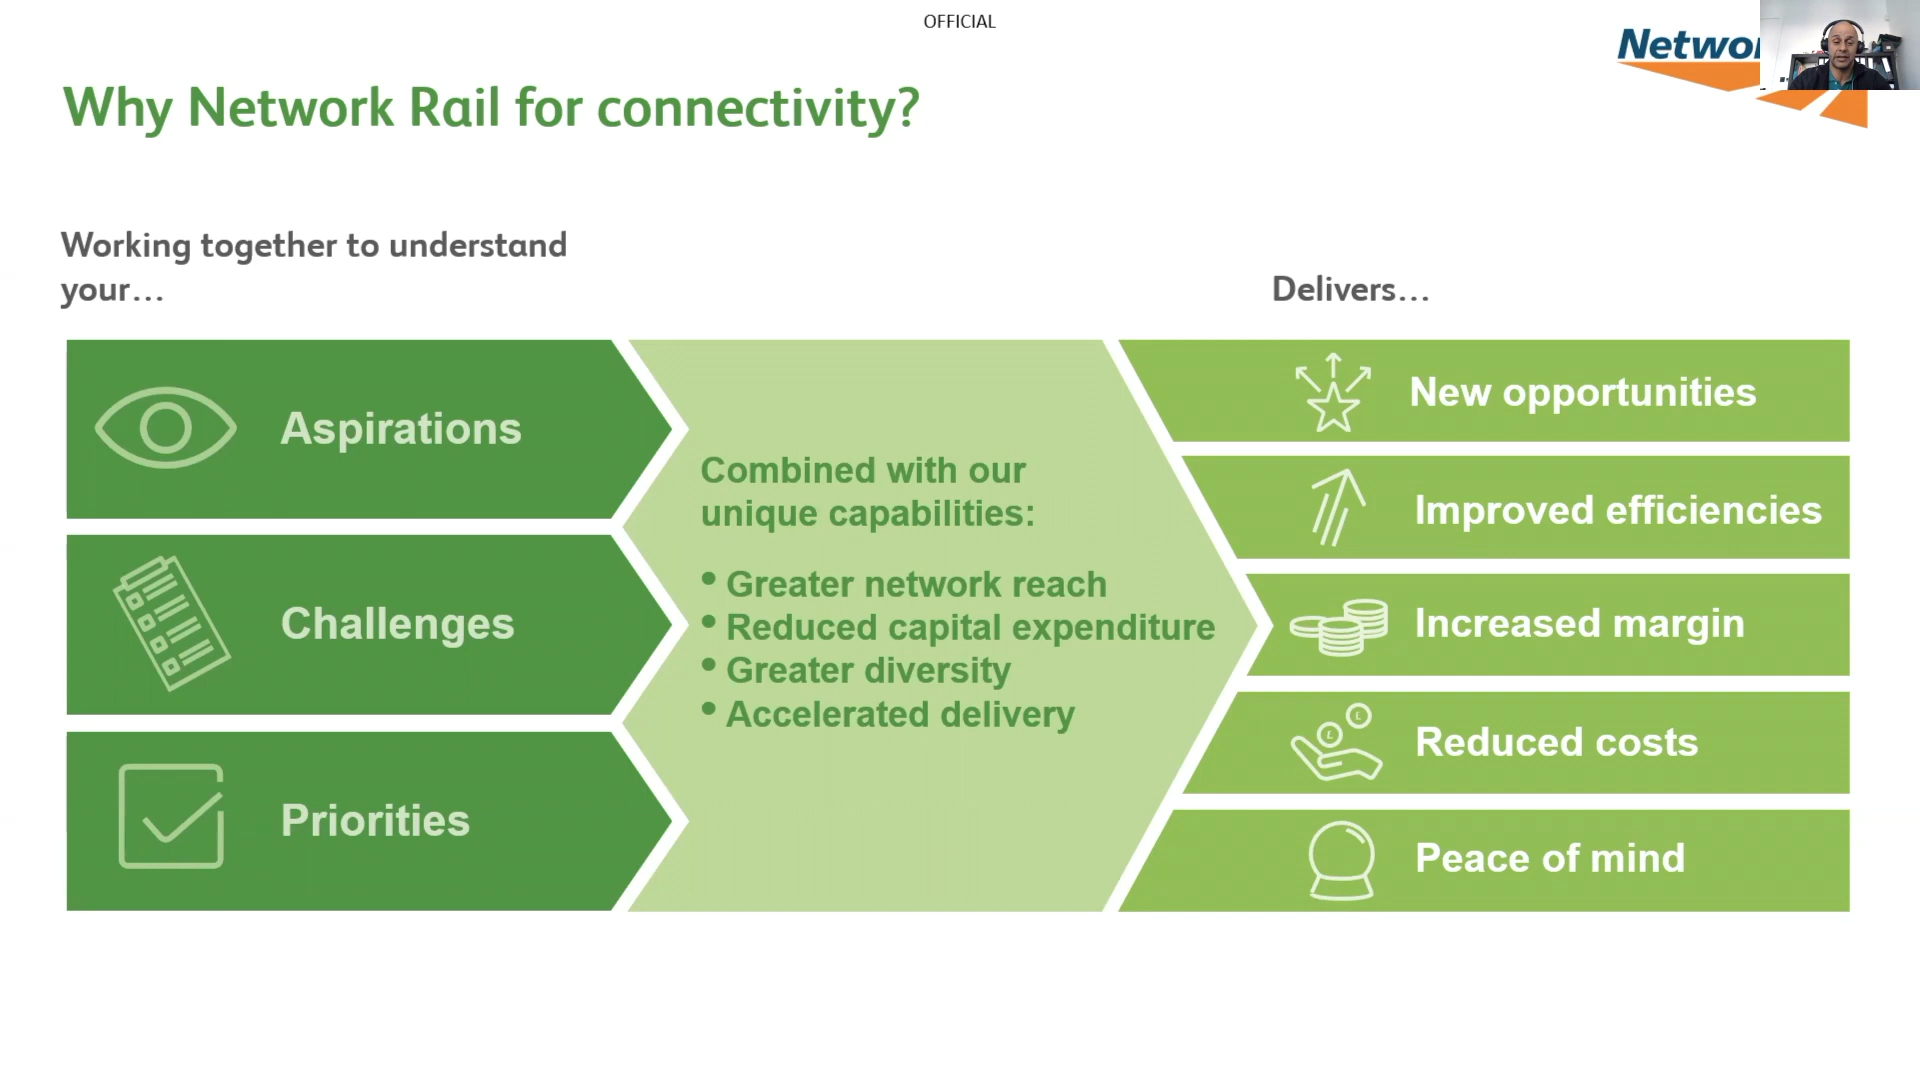 OFFICIAL
Networ
Why Network Rail for connectivity?
Working together to understand
your…
Aspirations
Challenges
Priorities
Combined with our
unique capabilities:
• Greater network reach
• Reduced capital expenditure
• Greater diversity
• Accelerated delivery
Delivers…
New opportunities
Improved efficiencies
Increased margin
Reduced costs
Peace of mind